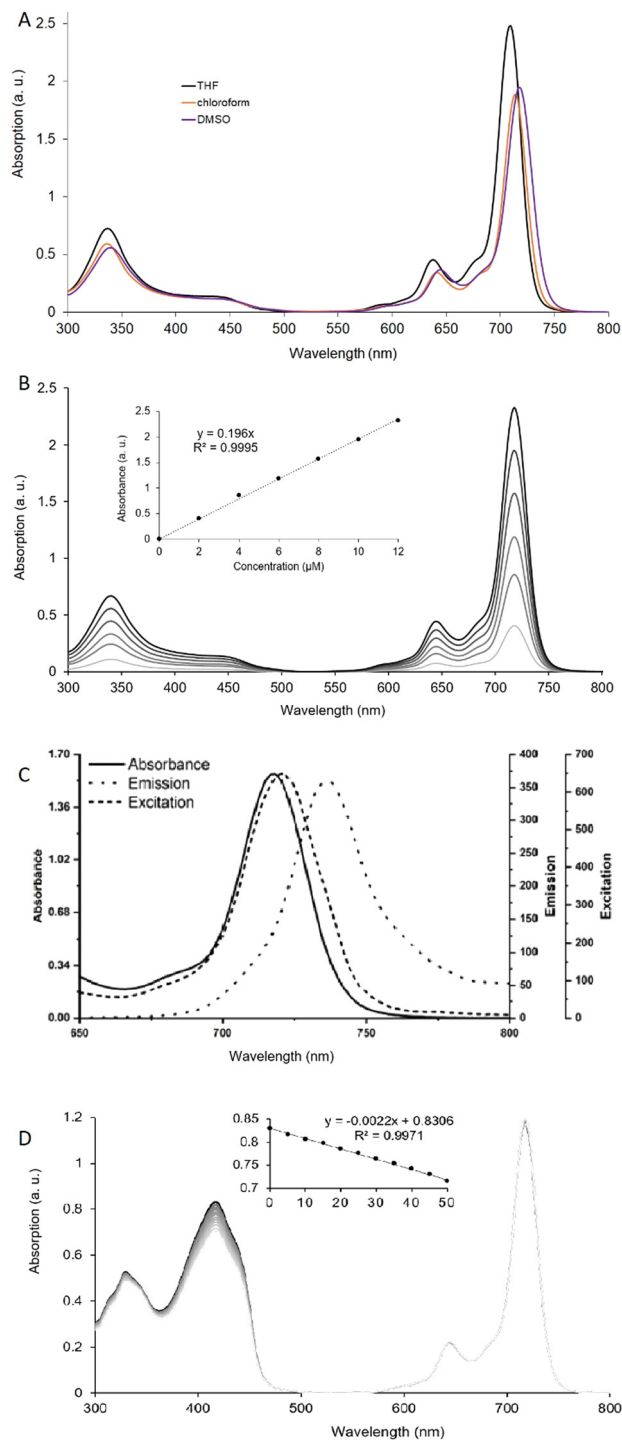 A
Absorption (a. u.)
2.5
2
1.5
1
0.5
0
THF
chloroform
DMSO
300 350 400 450 500 550 600 650 700 750 800
Wavelength (nm)
B
Absorption (a. u.)
2.5
2
1.5
1
0.5
0
Absorbance (a. u.)
2.5
2
1.5
1
0.5
0
y = 0.196x
R² = 0.9995
0 2 4 6 8 10 12
Concentration (μM)
300 350 400 450 500 550 600 650 700 750 800
Wavelength (nm)
C
Absorbance
Emission
Excitation
Absorbance
1.70
1.36
1.02
0.68
0.34
0.00
400
350
300
250
200
150
100
50
0
Emission
700
600
500
400
300
200
100
0
Excitation
650 700 750 800
Wavelength (nm)
D
Absorption (a. u.)
1.2
1
0.8
0.6
0.4
0.2
0
0.85
0.8
0.75
0.7
y = -0.0022x + 0.8306
R² = 0.9971
0 10 20 30 40 50
300 400 500 600 700 800
Wavelength (nm)